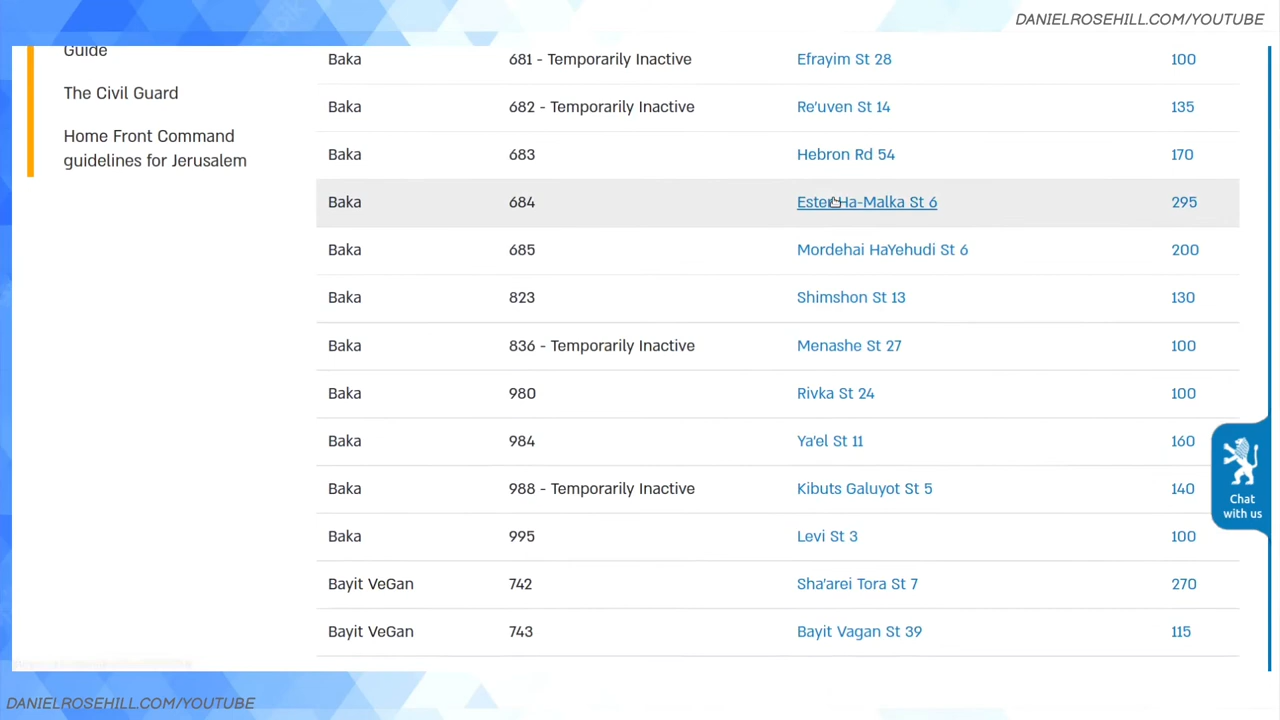 DANIELROSEHILL.COM/YOUTUBE
Guide
The Civil Guard
Home Front Command
guidelines for Jerusalem
Baka 681 - Temporarily Inactive Efrayim St 28 100
Baka 682 - Temporarily Inactive Re'uven St 14 135
Baka 683 Hebron Rd 54 170
Baka 684 Ester Ha-Malka St 6 295
Baka 685 Mordehai HaYehudi St 6 200
Baka 823 Shimshon St 13 130
Baka 836 - Temporarily Inactive Menashe St 27 100
Baka 980 Rivka St 24 100
Baka 984 Ya'el St 11 160
Baka 988 - Temporarily Inactive Kibuts Galuyot St 5 140
Baka 995 Levi St 3 100
Bayit VeGan 742 Sha'arei Tora St 7 270
Bayit VeGan 743 Bayit Vagan St 39 115
Chat
with us
DANIELROSEHILL.COM/YOUTUBE